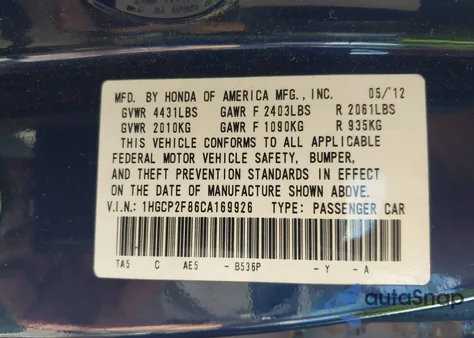 MFD. BY HONDA OF AMERICA MFG., INC. 05/12
GVWR 4431LBS GAWR F 2403LBS R 2061LBS
GVWR 2010KG GAWR F 1090KG R 935KG
THIS VEHICLE CONFORMS TO ALL APPLICABLE
FEDERAL MOTOR VEHICLE SAFETY, BUMPER,
AND THEFT PREVENTION STANDARDS IN EFFECT
ON THE DATE OF MANUFACTURE SHOWN ABOVE.
V.I.N.: 1HGCP2F86CA169926 TYPE: PASSENGER CAR
TA5 C AE5 - B536P - Y - A
autoSnap